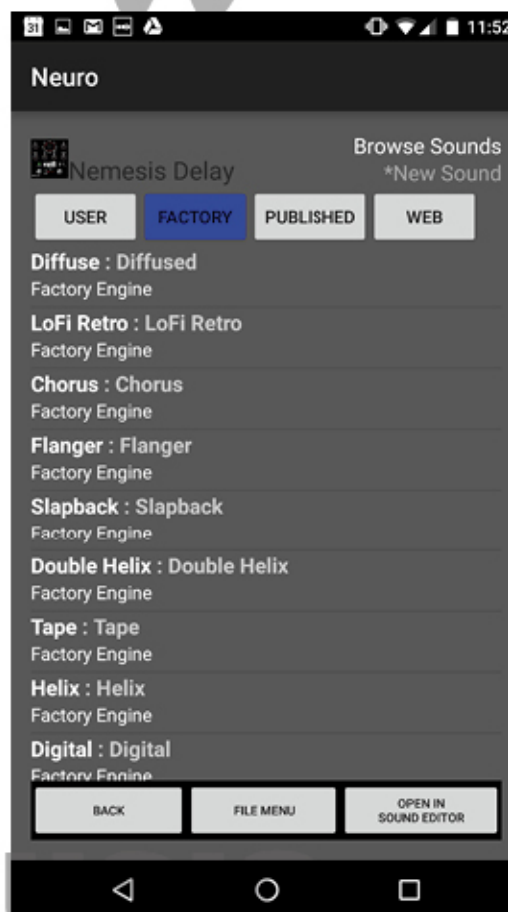 31
11:52
Neuro
Browse Sounds
Nemesis Delay
*New Sound
USER FACTORY PUBLISHED WEB
Diffuse : Diffused
Factory Engine
LoFi Retro : LoFi Retro
Factory Engine
Chorus : Chorus
Factory Engine
Flanger : Flanger
Factory Engine
Slapback : Slapback
Factory Engine
Double Helix : Double Helix
Factory Engine
Tape : Tape
Factory Engine
Helix : Helix
Factory Engine
Digital : Digital
Factory Engine
BACK FILE MENU OPEN IN
SOUND EDITOR